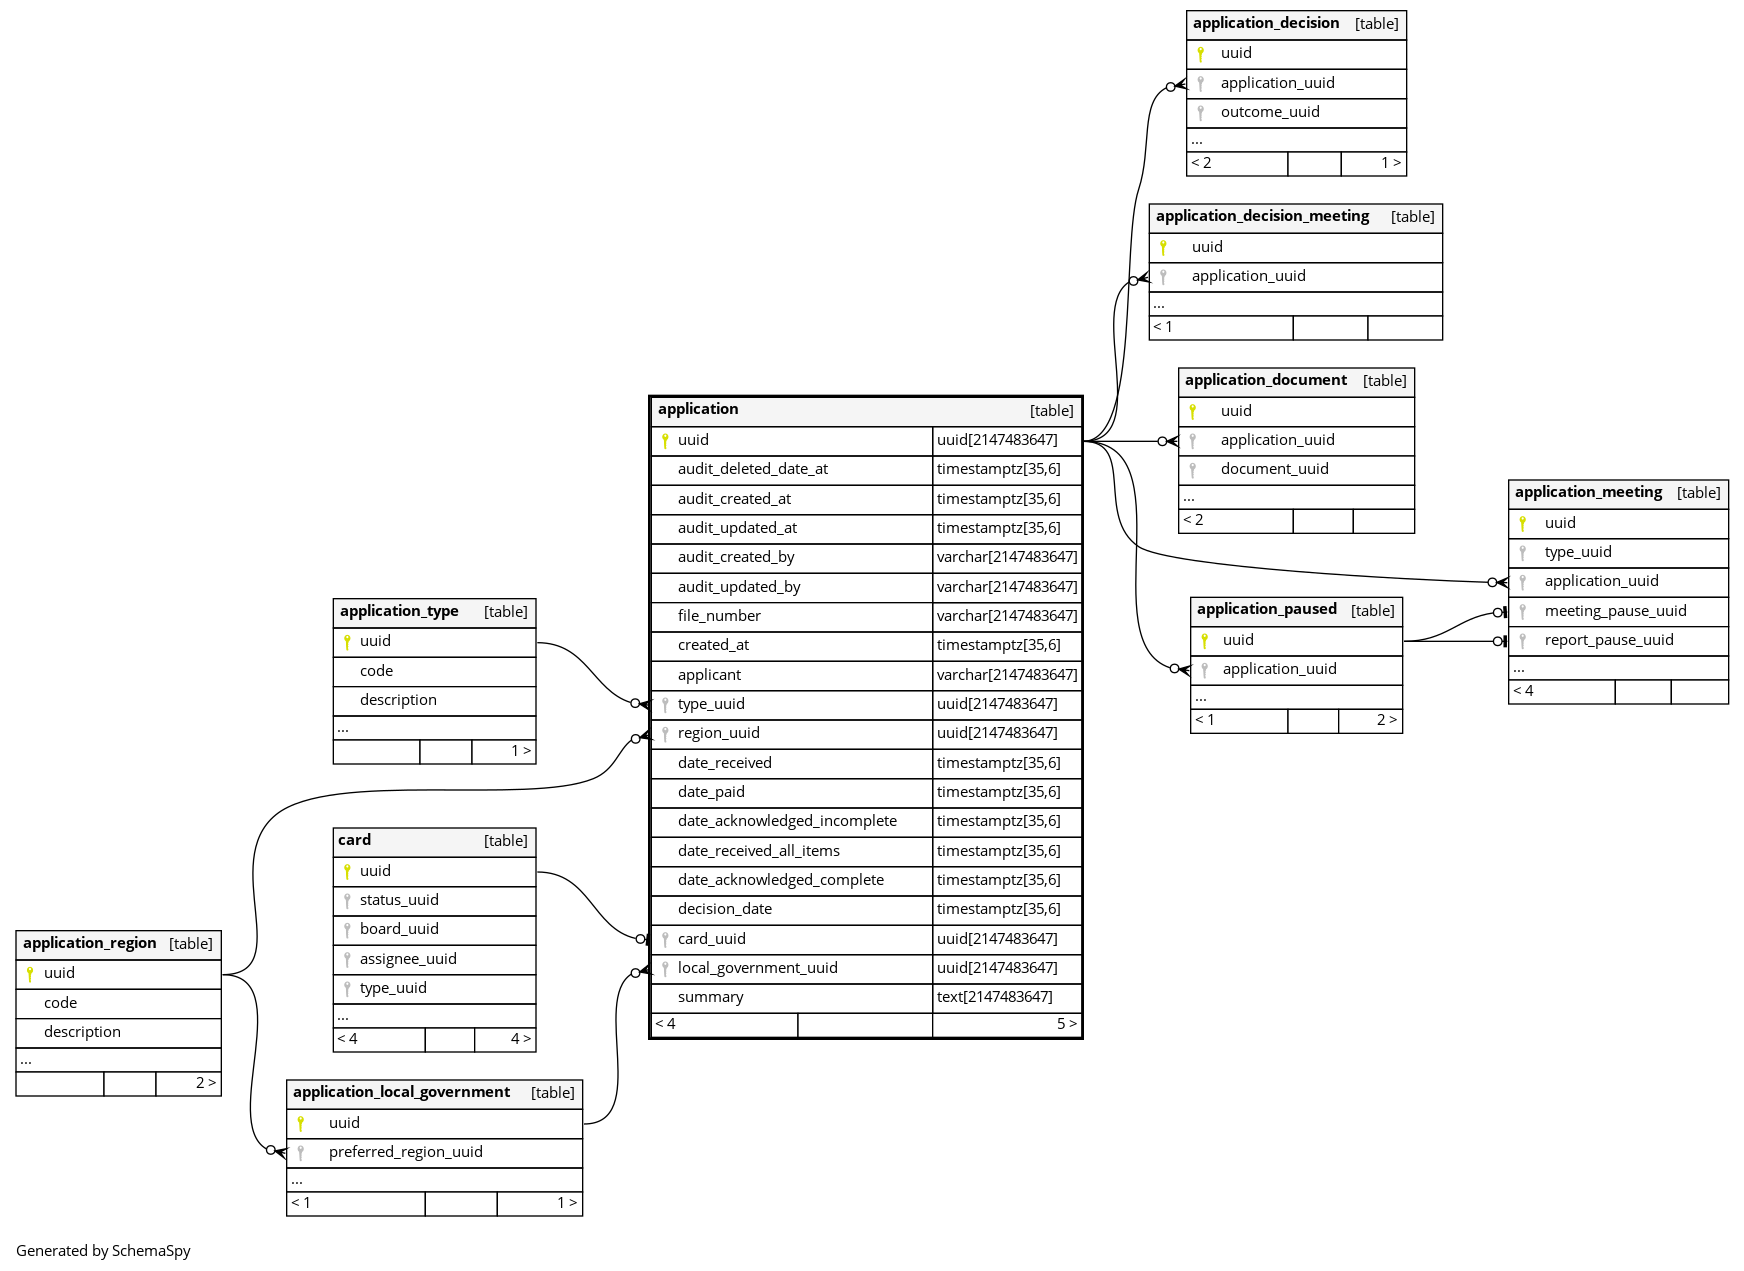 application_decision [table]
uuid
application_uuid
outcome_uuid
...
< 2 1 >
application_decision_meeting [table]
uuid
application_uuid
...
< 1
application_document [table]
uuid
application_uuid
document_uuid
...
< 2
application_meeting [table]
uuid
type_uuid
application_uuid
meeting_pause_uuid
report_pause_uuid
...
< 4
application_paused [table]
uuid
application_uuid
...
< 1 2 >
application [table]
uuid uuid[2147483647]
audit_deleted_date_at timestamptz[35,6]
audit_created_at timestamptz[35,6]
audit_updated_at timestamptz[35,6]
audit_created_by varchar[2147483647]
audit_updated_by varchar[2147483647]
file_number varchar[2147483647]
created_at timestamptz[35,6]
applicant varchar[2147483647]
type_uuid uuid[2147483647]
region_uuid uuid[2147483647]
date_received timestamptz[35,6]
date_paid timestamptz[35,6]
date_acknowledged_incomplete timestamptz[35,6]
date_received_all_items timestamptz[35,6]
date_acknowledged_complete timestamptz[35,6]
decision_date timestamptz[35,6]
card_uuid uuid[2147483647]
local_government_uuid uuid[2147483647]
summary text[2147483647]
< 4 5 >
application_type [table]
uuid
code
description
...
1 >
card [table]
uuid
status_uuid
board_uuid
assignee_uuid
type_uuid
...
< 4 4 >
application_region [table]
uuid
code
description
...
2 >
application_local_government [table]
uuid
preferred_region_uuid
...
< 1 1 >
Generated by SchemaSpy